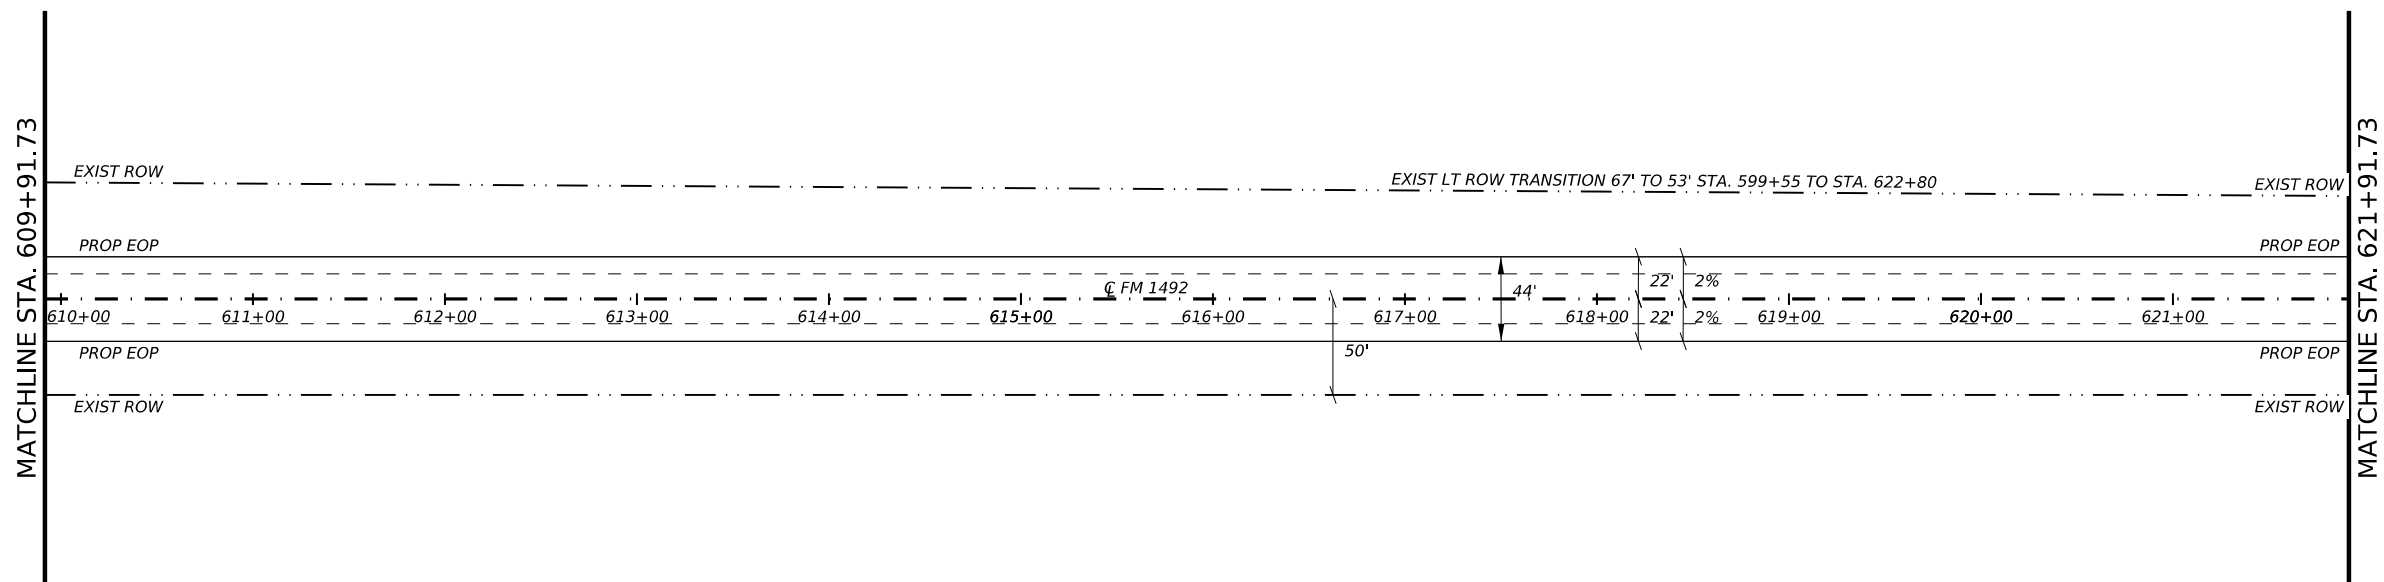 MATCHLINE STA. 609+91.73
EXIST ROW
EXIST LT ROW TRANSITION 67' TO 53' STA. 599+55 TO STA. 622+80
EXIST ROW
PROP EOP
PROP EOP
℄ FM 1492
44'
22'
2%
610+00
611+00
612+00
613+00
614+00
615+00
616+00
617+00
618+00
22'
2%
619+00
620+00
621+00
PROP EOP
50'
PROP EOP
EXIST ROW
EXIST ROW
MATCHLINE STA. 621+91.73